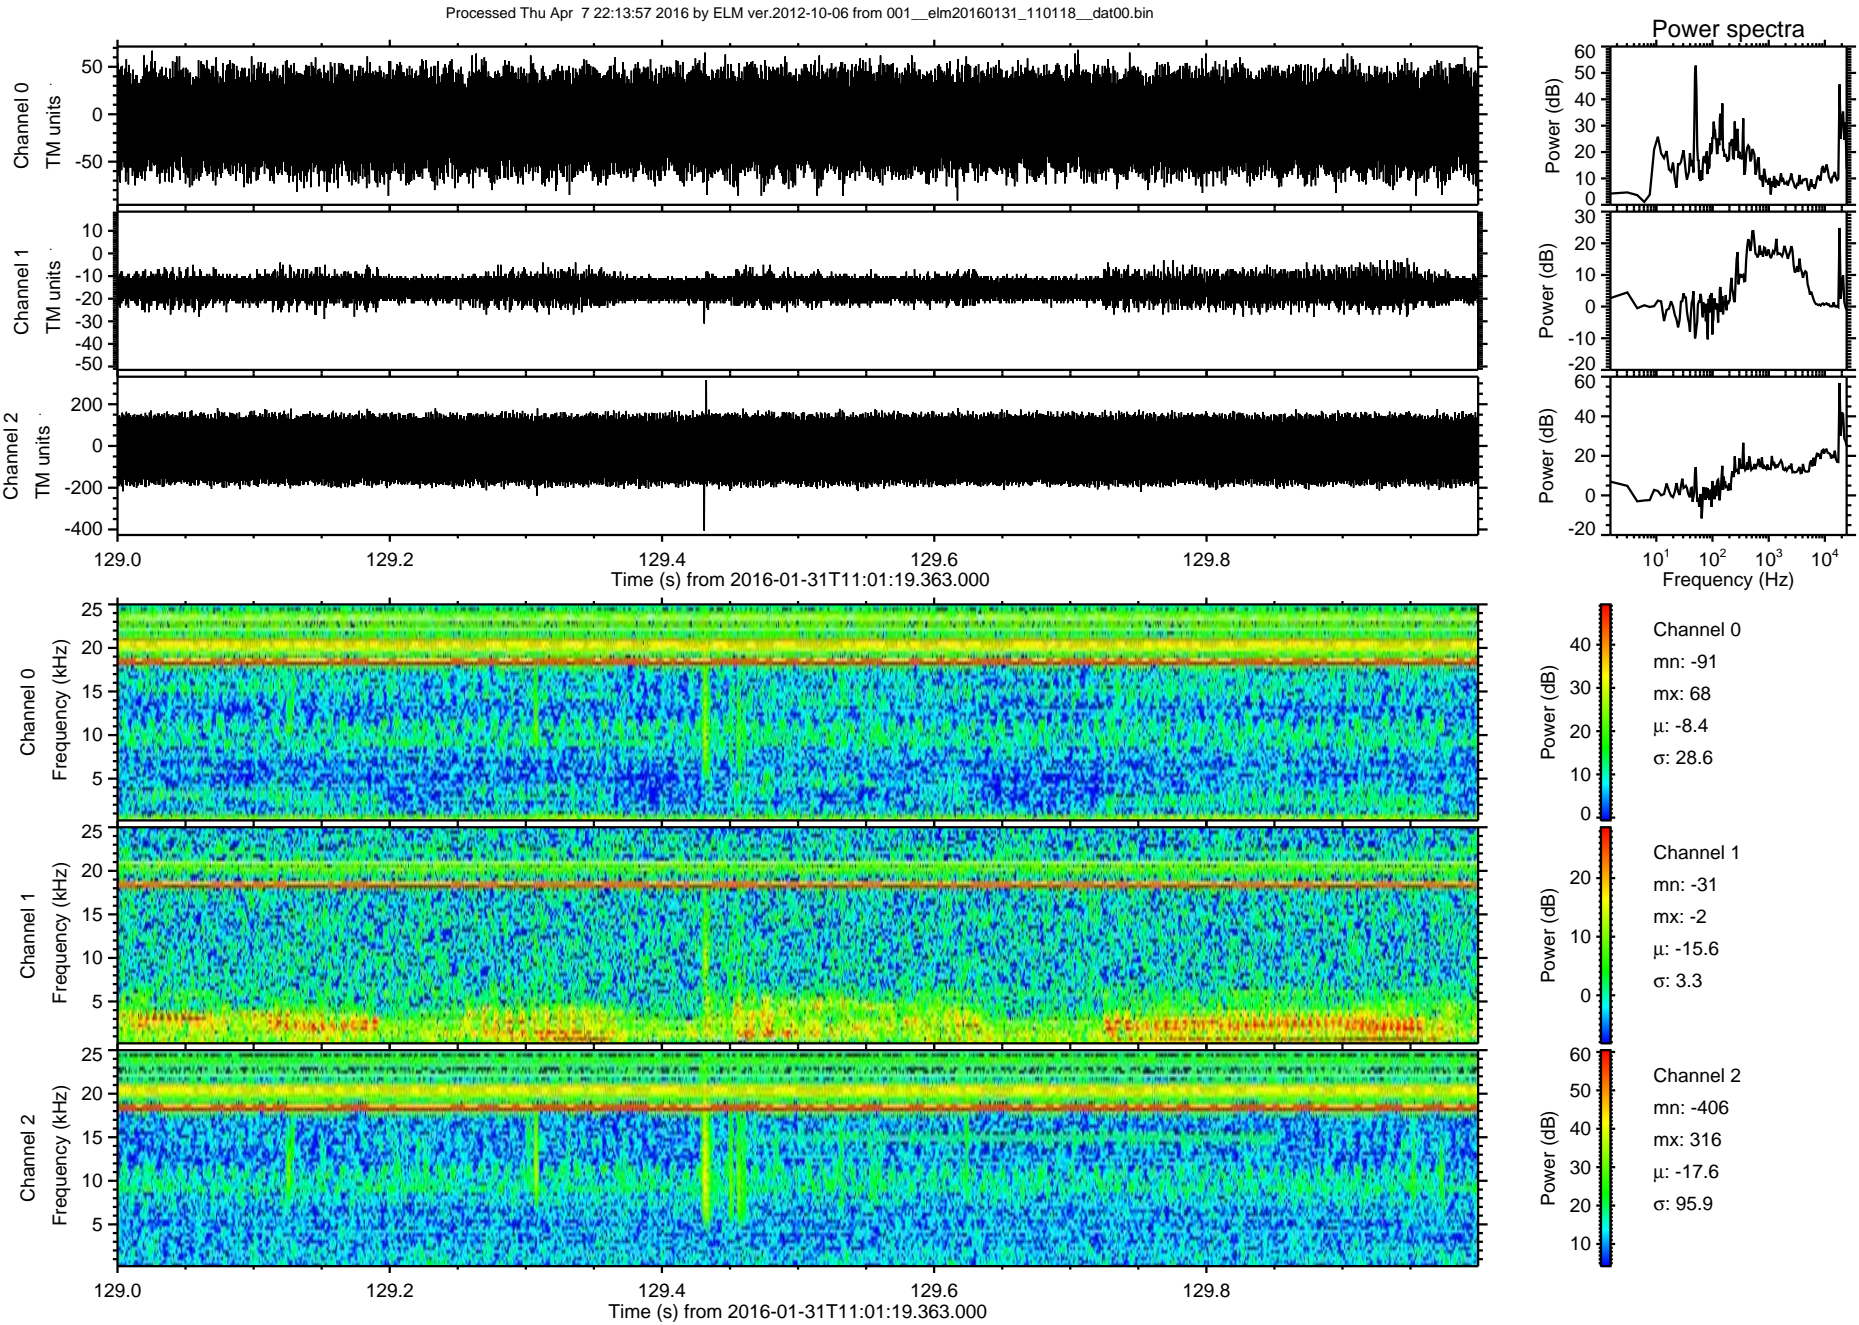 Processed Thu Apr  7 22:13:57 2016 by ELM ver.2012-10-06 from 001__elm20160131_110118__dat00.bin
Power spectra
Channel 0
TM units
50
0
-50
Power (dB)
60
50
40
30
20
10
0
Channel 1
TM units
10
0
-10
-20
-30
-40
-50
Power (dB)
30
20
10
0
-10
-20
Channel 2
TM units
200
0
-200
-400
Power (dB)
60
40
20
0
-20
129.0 129.2 129.4 129.6 129.8
Time (s) from 2016-01-31T11:01:19.363.000
10^1 10^2 10^3 10^4
Frequency (Hz)
Channel 0
Frequency (kHz)
25
20
15
10
5
Power (dB)
40
30
20
10
0
Channel 0
mn: -91
mx: 68
µ: -8.4
σ: 28.6
Channel 1
Frequency (kHz)
25
20
15
10
5
Power (dB)
20
10
0
Channel 1
mn: -31
mx: -2
µ: -15.6
σ: 3.3
Channel 2
Frequency (kHz)
25
20
15
10
5
Power (dB)
60
50
40
30
20
10
Channel 2
mn: -406
mx: 316
µ: -17.6
σ: 95.9
129.0 129.2 129.4 129.6 129.8
Time (s) from 2016-01-31T11:01:19.363.000